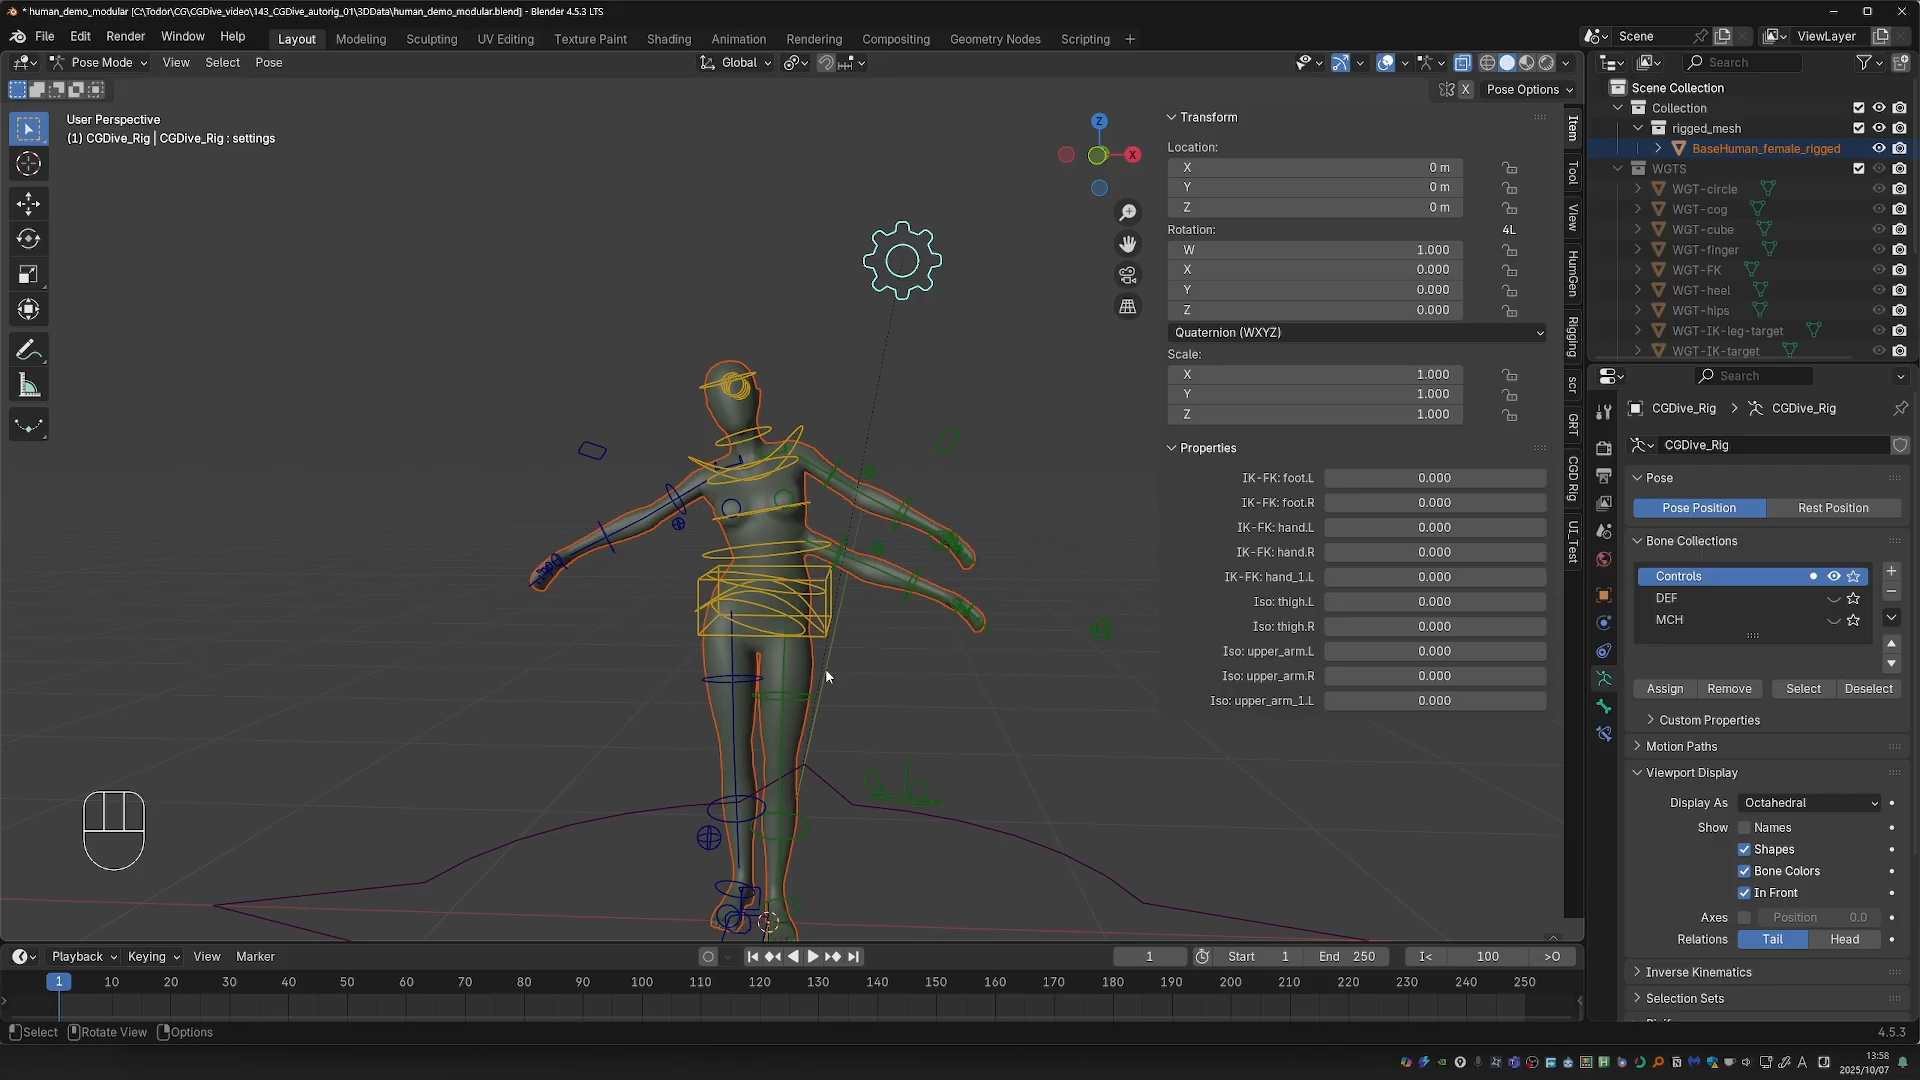 * human_demo_modular [C:\Todor\CG\CGDive_video\143_CGDive_autorig_01\3DData\human_demo_modular.blend] - Blender 4.5.3 LTS
File Edit Render Window Help Layout Modeling Sculpting UV Editing Texture Paint Shading Animation Rendering Compositing Geometry Nodes Scripting + Scene ViewLayer
Pose Mode View Select Pose Global Search
X Pose Options
User Perspective
(1) CGDive_Rig | CGDive_Rig : settings
Z
X
Transform
Location:
X 0 m
Y 0 m
Z 0 m
Rotation: 4L
W 1.000
X 0.000
Y 0.000
Z 0.000
Quaternion (WXYZ)
Scale:
X 1.000
Y 1.000
Z 1.000
Properties
IK-FK: foot.L 0.000
IK-FK: foot.R 0.000
IK-FK: hand.L 0.000
IK-FK: hand.R 0.000
IK-FK: hand_1.L 0.000
Iso: thigh.L 0.000
Iso: thigh.R 0.000
Iso: upper_arm.L 0.000
Iso: upper_arm.R 0.000
Iso: upper_arm_1.L 0.000
Item
Tool
View
HumGen
Rigging
scr
GRT
CGD Rig
UI_Test
Scene Collection
Collection
rigged_mesh
BaseHuman_female_rigged
WGTS
WGT-circle
WGT-cog
WGT-cube
WGT-finger
WGT-FK
WGT-heel
WGT-hips
WGT-IK-leg-target
WGT-IK-target
Search
CGDive_Rig > CGDive_Rig
CGDive_Rig
Pose
Pose Position Rest Position
Bone Collections
Controls
DEF
MCH
Assign Remove Select Deselect
Custom Properties
Motion Paths
Viewport Display
Display As Octahedral
Show Names
Shapes
Bone Colors
In Front
Axes Position 0.0
Relations Tail Head
Inverse Kinematics
Selection Sets
Playback Keying View Marker 1 Start 1 End 250 I< 100 >O
1 10 20 30 40 50 60 70 80 90 100 110 120 130 140 150 160 170 180 190 200 210 220 230 240 250
Select Rotate View Options 4.5.3
13:58
2025/10/07